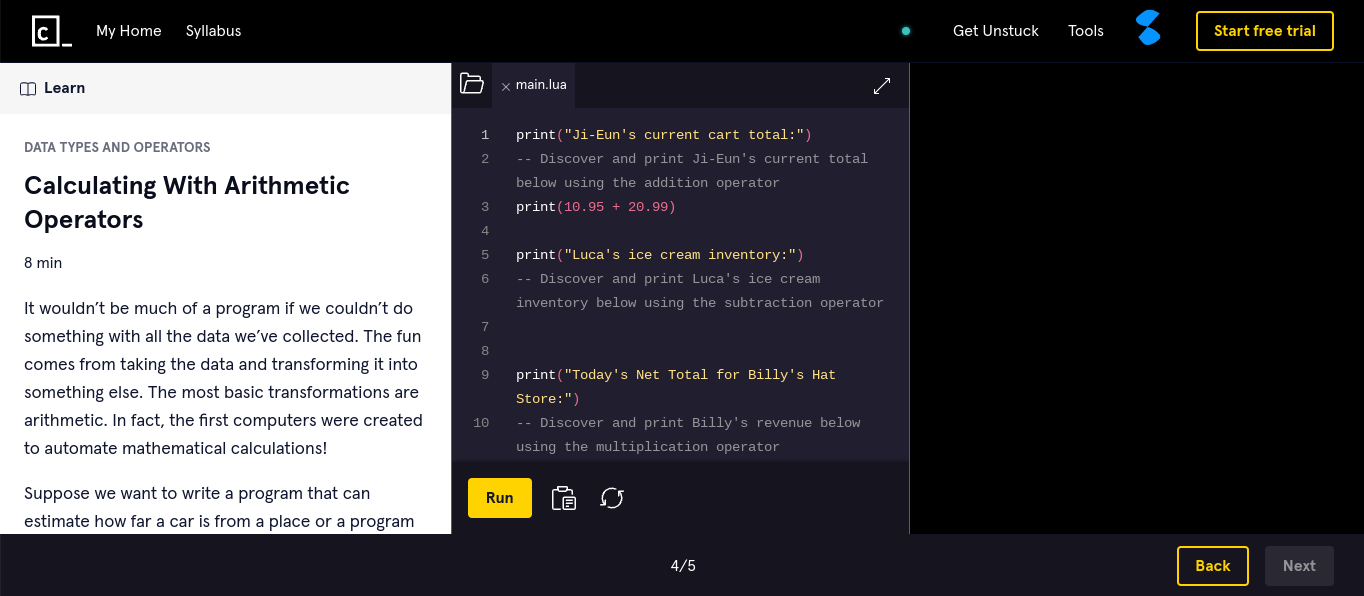 My Home Syllabus Get Unstuck Tools Start free trial
Learn
DATA TYPES AND OPERATORS
Calculating With Arithmetic
Operators
8 min
It wouldn’t be much of a program if we couldn’t do
something with all the data we’ve collected. The fun
comes from taking the data and transforming it into
something else. The most basic transformations are
arithmetic. In fact, the first computers were created
to automate mathematical calculations!
Suppose we want to write a program that can
estimate how far a car is from a place or a program
main.lua
1 print("Ji-Eun's current cart total:")
2 -- Discover and print Ji-Eun's current total
below using the addition operator
3 print(10.95 + 20.99)
4
5 print("Luca's ice cream inventory:")
6 -- Discover and print Luca's ice cream
inventory below using the subtraction operator
7
8
9 print("Today's Net Total for Billy's Hat
Store:")
10 -- Discover and print Billy's revenue below
using the multiplication operator
Run
4/5
Back Next